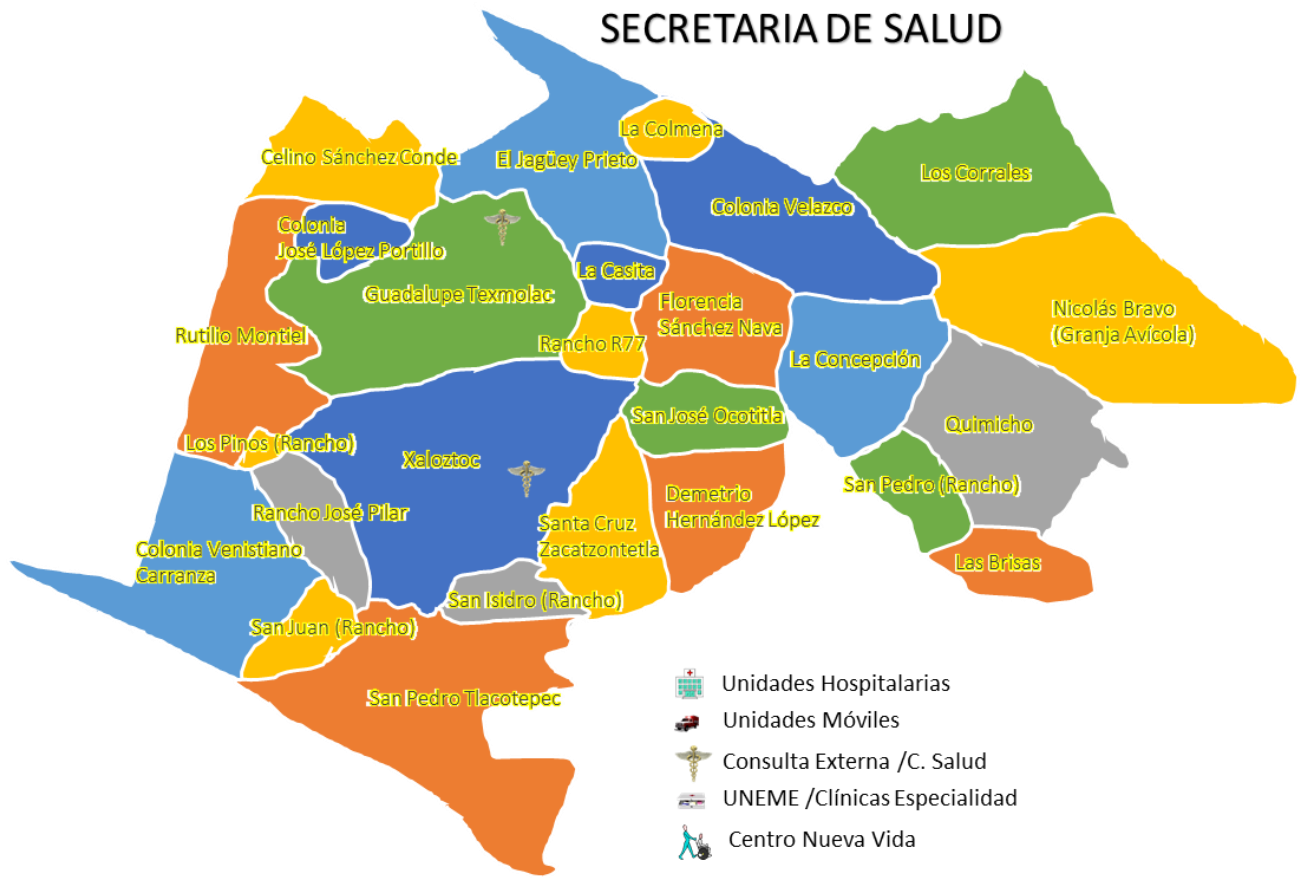 SECRETARIA DE SALUD
La Colmena
Celino Sánchez Conde
El Jagüey Prieto
Los Corrales
Colonia Velazco
Colonia
José López Portillo
La Casita
Guadalupe Texmolac
Florencia
Sánchez Nava
Nicolás Bravo
(Granja Avícola)
Rutilio Montiel
Rancho R77
La Concepción
San José Ocotitla
Quimicho
Los Pinos (Rancho)
Xaloztoc
San Pedro (Rancho)
Demetrio
Hernández López
Rancho José Pilar
Santa Cruz
Zacatzontetla
Colonia Venistiano
Carranza
Las Brisas
San Isidro (Rancho)
San Juan (Rancho)
San Pedro Tlacotepec
Unidades Hospitalarias
Unidades Móviles
Consulta Externa /C. Salud
UNEME /Clínicas Especialidad
Centro Nueva Vida